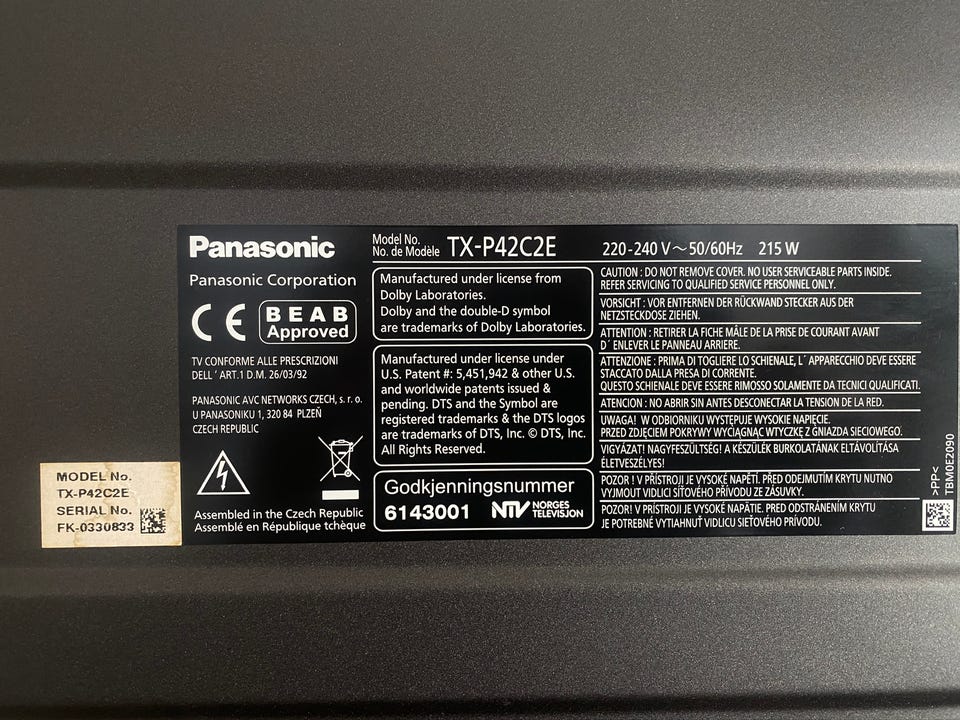 Panasonic
Panasonic Corporation
CE
BEAB
Approved
TV CONFORME ALLE PRESCRIZIONI
DELL ' ART.1 D.M. 26/03/92
PANASONIC AVC NETWORKS CZECH, s. r. o.
U PANASONIKU 1, 320 84 PLZEŇ
CZECH REPUBLIC
Assembled in the Czech Republic
Assemblé en République tchèque
Model No.
No. de Modèle TX-P42C2E
220-240 V~50/60Hz 215 W
Manufactured under license from
Dolby Laboratories.
Dolby and the double-D symbol
are trademarks of Dolby Laboratories.
Manufactured under license under
U.S. Patent #: 5,451,942 & other U.S.
and worldwide patents issued &
pending. DTS and the Symbol are
registered trademarks & the DTS logos
are trademarks of DTS, Inc. © DTS, Inc.
All Rights Reserved.
Godkjenningsnummer
6143001 NTV NORGES
TELEVISJON
CAUTION : DO NOT REMOVE COVER. NO USER SERVICEABLE PARTS INSIDE.
REFER SERVICING TO QUALIFIED SERVICE PERSONNEL ONLY.
VORSICHT : VOR ENTFERNEN DER RÜCKWAND STECKER AUS DER
NETZSTECKDOSE ZIEHEN.
ATTENTION : RETIRER LA FICHE MÂLE DE LA PRISE DE COURANT AVANT
D´ ENLEVER LE PANNEAU ARRIERE.
ATTENZIONE : PRIMA DI TOGLIERE LO SCHIENALE, L´ APPARECCHIO DEVE ESSERE
STACCATO DALLA PRESA DI CORRENTE.
QUESTO SCHIENALE DEVE ESSERE RIMOSSO SOLAMENTE DA TECNICI QUALIFICATI.
ATENCION : NO ABRIR SIN ANTES DESCONECTAR LA TENSION DE LA RED.
UWAGA! W ODBIORNIKU WYSTĘPUJE WYSOKIE NAPIĘCIE.
PRZED ZDJĘCIEM POKRYWY WYCIĄGNĄĆ WTYCZKĘ Z GNIAZDA SIECIOWEGO.
VIGYÁZAT! NAGYFESZÜLTSÉG! A KÉSZÜLÉK BURKOLATÁNAK ELTÁVOLÍTÁSA
ÉLETVESZÉLYES!
POZOR ! V PŘÍSTROJI JE VYSOKÉ NAPĚTÍ. PŘED ODEJMUTÍM KRYTU NUTNO
VYJMOUT VIDLICI SÍŤOVÉHO PŘÍVODU ZE ZÁSUVKY.
POZOR! V PRÍSTROJI JE VYSOKÉ NAPÄTIE. PRED ODSTRÁNENÍM KRYTU
JE POTREBNÉ VYTIAHNUŤ VIDLICU SIEŤOVÉHO PRÍVODU.
>PP<
TBM0E2090
MODEL No.
TX-P42C2E
SERIAL No.
FK-0330833